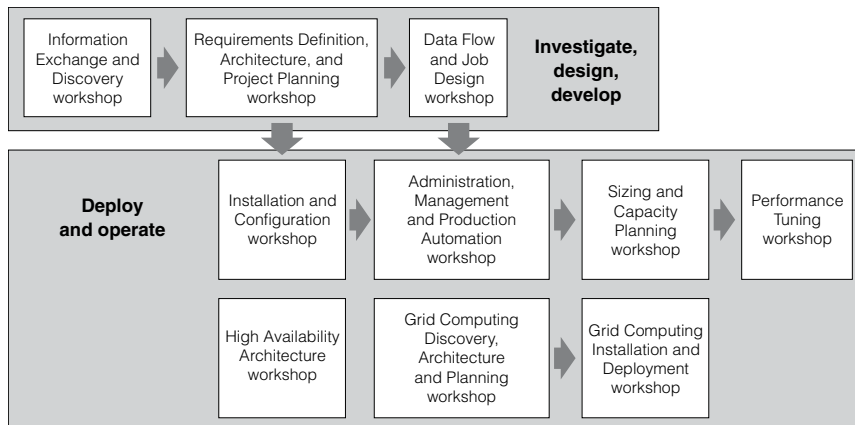 Information
Exchange and
Discovery
workshop
Requirements Definition,
Architecture, and
Project Planning
workshop
Data Flow
and Job
Design
workshop
Investigate,
design,
develop
Deploy
and operate
Installation and
Configuration
workshop
Administration,
Management
and Production
Automation
workshop
Sizing and
Capacity
Planning
workshop
Performance
Tuning
workshop
High Availability
Architecture
workshop
Grid Computing
Discovery,
Architecture
and Planning
workshop
Grid Computing
Installation and
Deployment
workshop